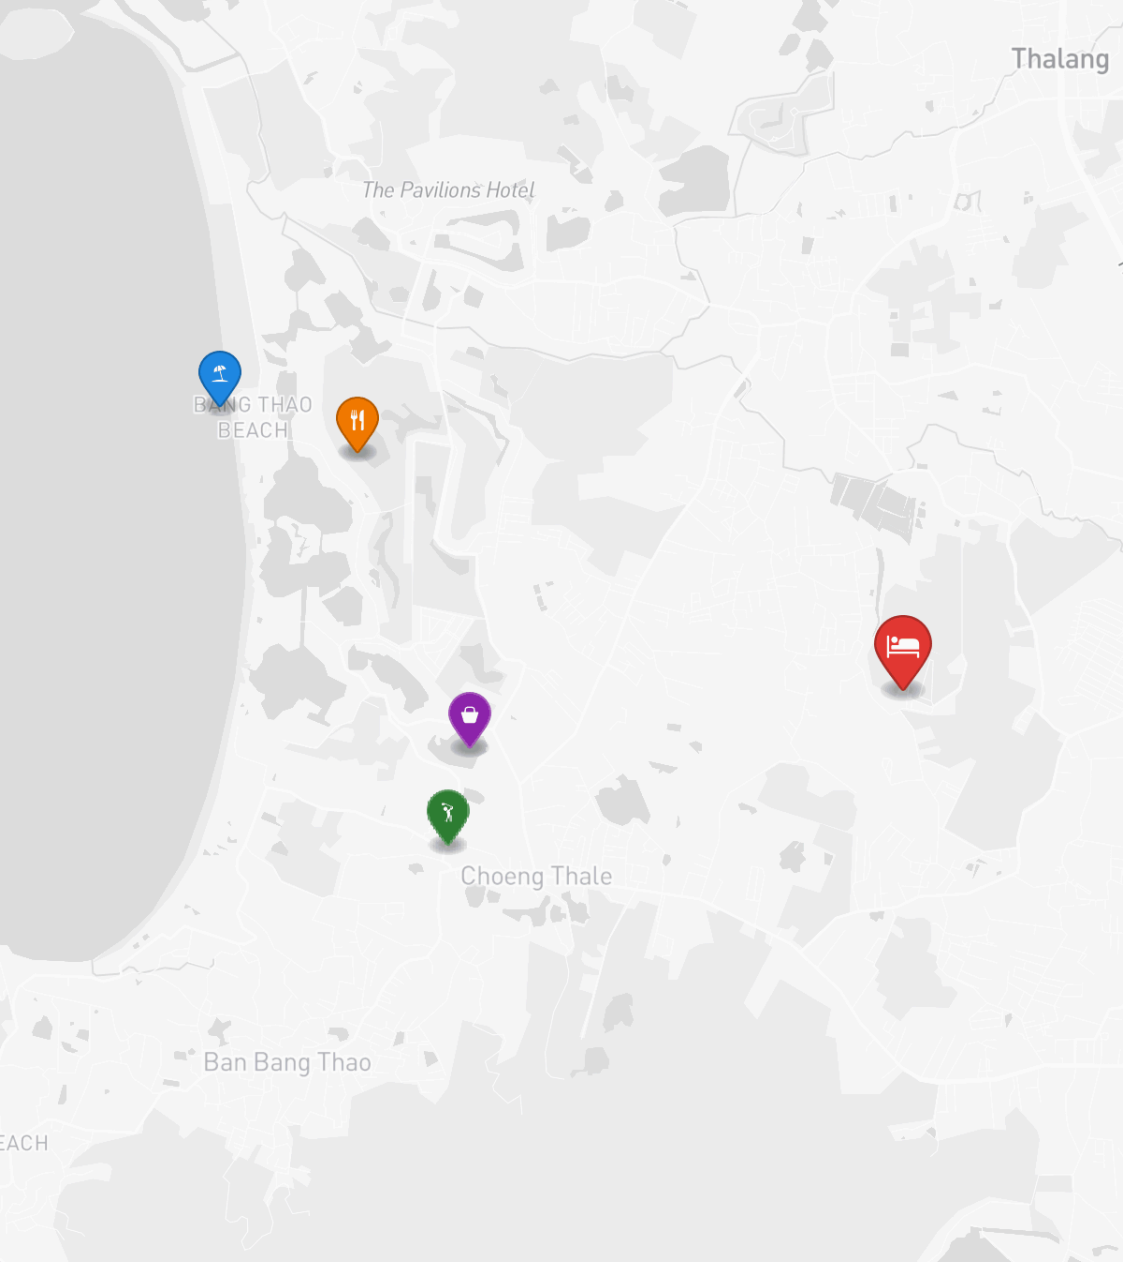 Thalang
The Pavilions Hotel
BANG THAO
BEACH
Choeng Thale
Ban Bang Thao
EACH